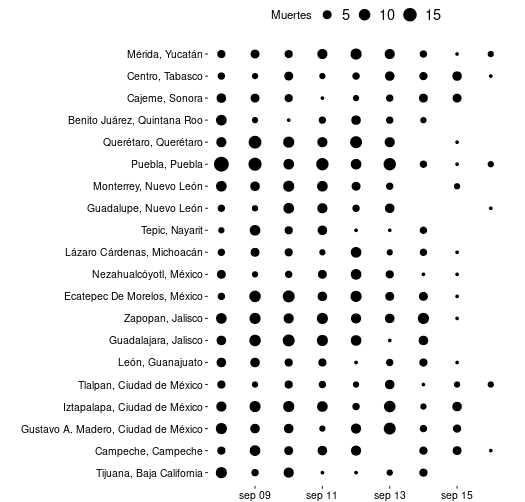 Muertes 5 10 15
Mérida, Yucatán
Centro, Tabasco
Cajeme, Sonora
Benito Juárez, Quintana Roo
Querétaro, Querétaro
Puebla, Puebla
Monterrey, Nuevo León
Guadalupe, Nuevo León
Tepic, Nayarit
Lázaro Cárdenas, Michoacán
Nezahualcóyotl, México
Ecatepec De Morelos, México
Zapopan, Jalisco
Guadalajara, Jalisco
León, Guanajuato
Tlalpan, Ciudad de México
Iztapalapa, Ciudad de México
Gustavo A. Madero, Ciudad de México
Campeche, Campeche
Tijuana, Baja California
sep 09 sep 11 sep 13 sep 15